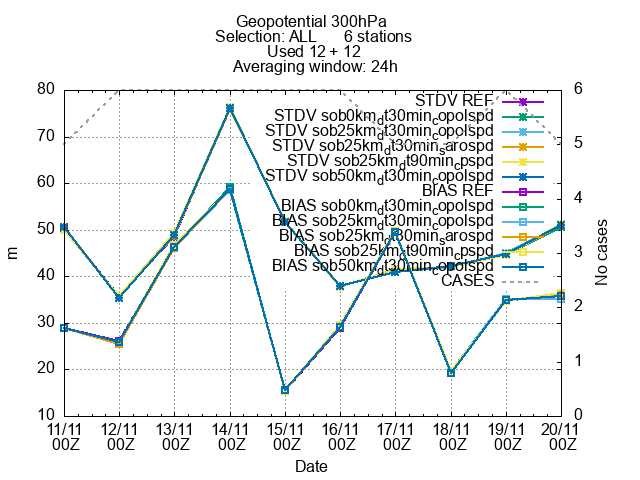 Geopotential 300hPa
Selection: ALL 6 stations
Used 12 + 12
Averaging window: 24h
STDV REF
STDV sob0km_dt30min_copolspd
STDV sob25km_dt30min_copolspd
STDV sob25km_dt30min_sarospd
STDV sob25km_dt90min_cpspd
STDV sob50km_dt30min_copolspd
BIAS REF
BIAS sob0km_dt30min_copolspd
BIAS sob25km_dt30min_copolspd
BIAS sob25km_dt30min_sarospd
BIAS sob25km_dt90min_cpspd
BIAS sob50km_dt30min_copolspd
CASES
80
70
60
50
40
30
20
10
m
6
5
4
3
2
1
0
No cases
11/11 12/11 13/11 14/11 15/11 16/11 17/11 18/11 19/11 20/11
00Z 00Z 00Z 00Z 00Z 00Z 00Z 00Z 00Z 00Z
Date